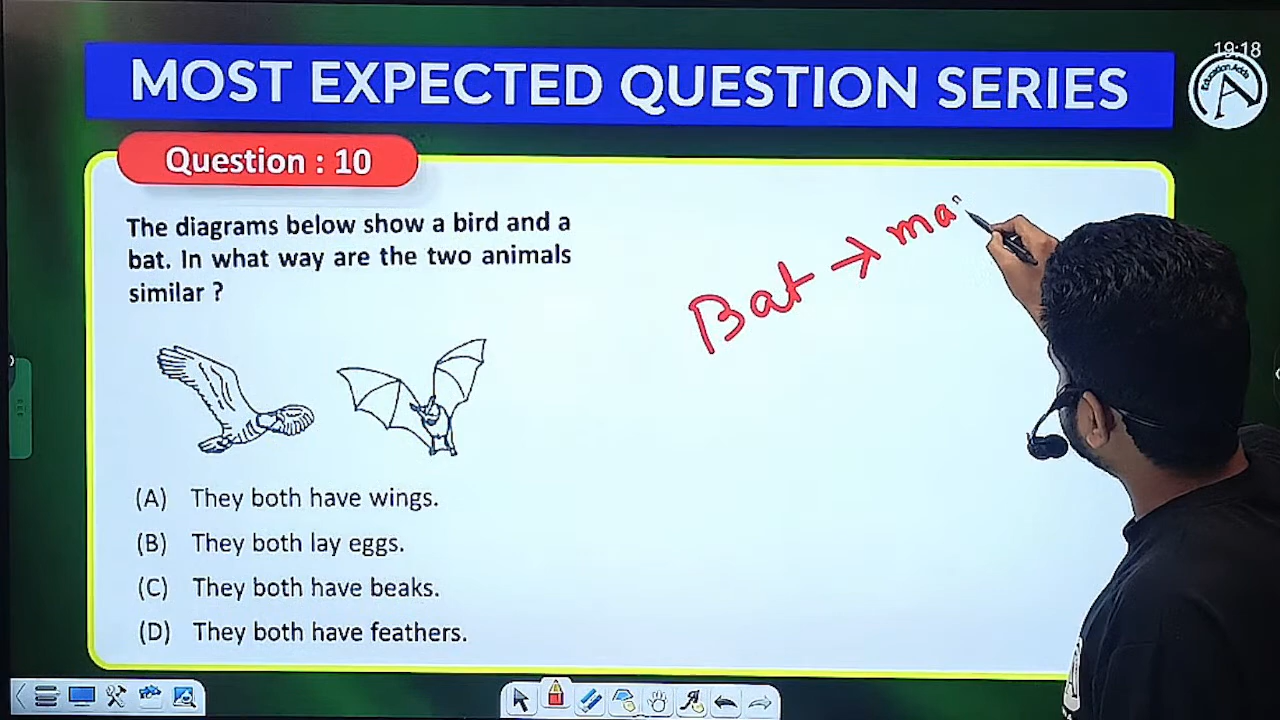 19:18
MOST EXPECTED QUESTION SERIES
Education Adda
A
Question : 10
The diagrams below show a bird and a
bat. In what way are the two animals
similar ?
Bat → ma
(A) They both have wings.
(B) They both lay eggs.
(C) They both have beaks.
(D) They both have feathers.